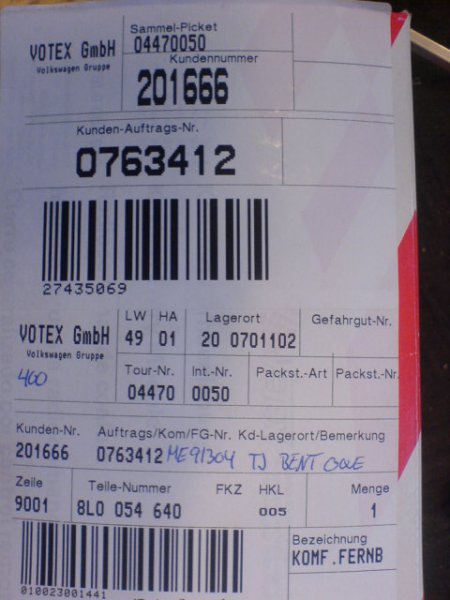 VOTEX GmbH
Volkswagen Gruppe
Sammel-Picket
04470050
Kundennummer
201666
Kunden-Auftrags-Nr.
0763412
27435069
VOTEX GmbH
Volkswagen Gruppe
400
LW HA Lagerort Gefahrgut-Nr.
49 01 20 0701102
Tour-Nr. Int.-Nr. Packst.-Art Packst.-Nr.
04470 0050
Kunden-Nr. Auftrags/Kom/FG-Nr. Kd-Lagerort/Bemerkung
201666 0763412 ME91304 TJ BENT
Zeile Teile-Nummer FKZ HKL Menge
9001 8L0 054 640 005 1
Bezeichnung
KOMF.FERNB
010023001441